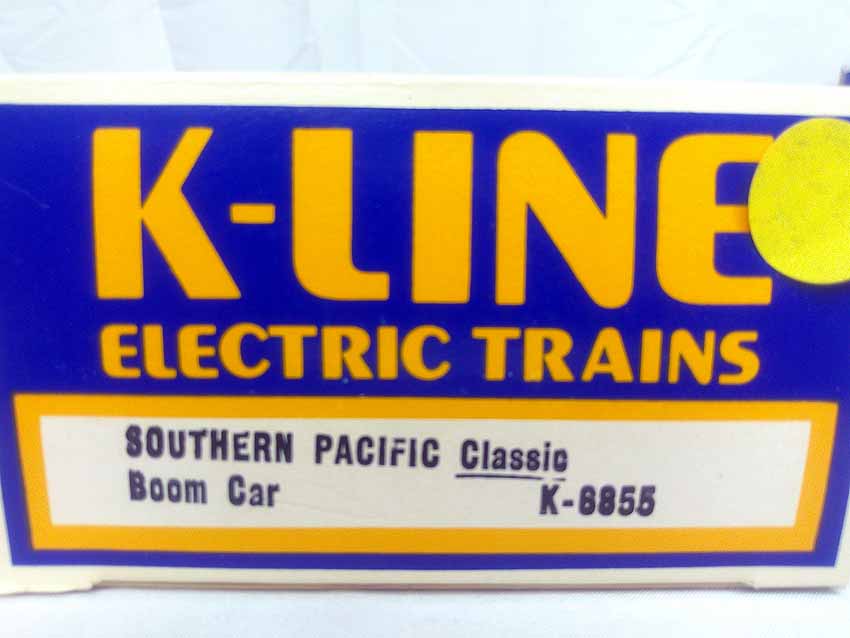 K-LINE
ELECTRIC TRAINS
SOUTHERN PACIFIC Classic
Boom Car K-6855